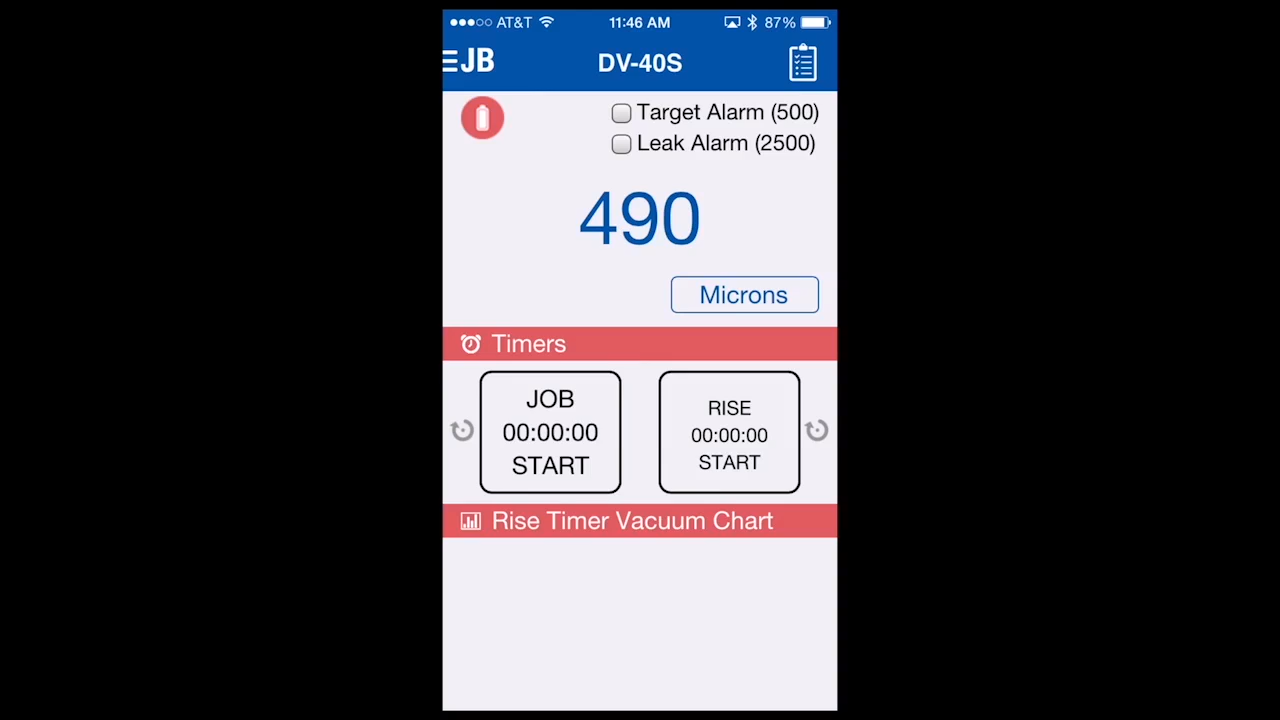 AT&T 11:46 AM 87%
JB DV-40S
Target Alarm (500)
Leak Alarm (2500)
490
Microns
Timers
JOB
00:00:00
START
RISE
00:00:00
START
Rise Timer Vacuum Chart